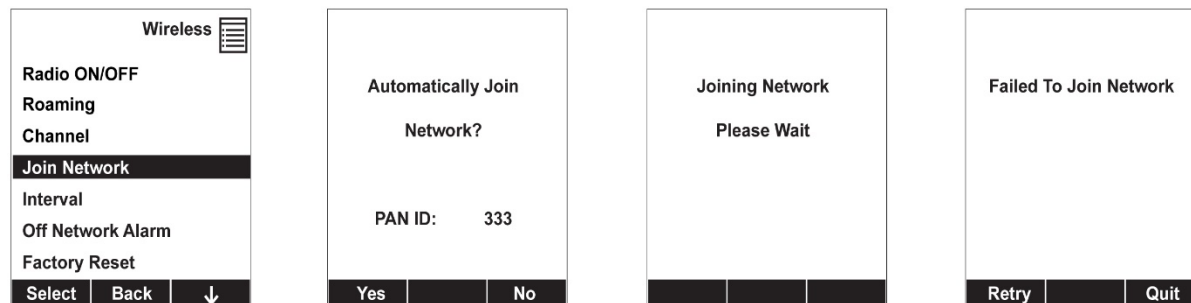 Wireless
Radio ON/OFF
Roaming
Channel
Join Network
Interval
Off Network Alarm
Factory Reset
Select Back ↓
Automatically Join
Network?
PAN ID: 333
Yes No
Joining Network
Please Wait
Failed To Join Network
Retry Quit